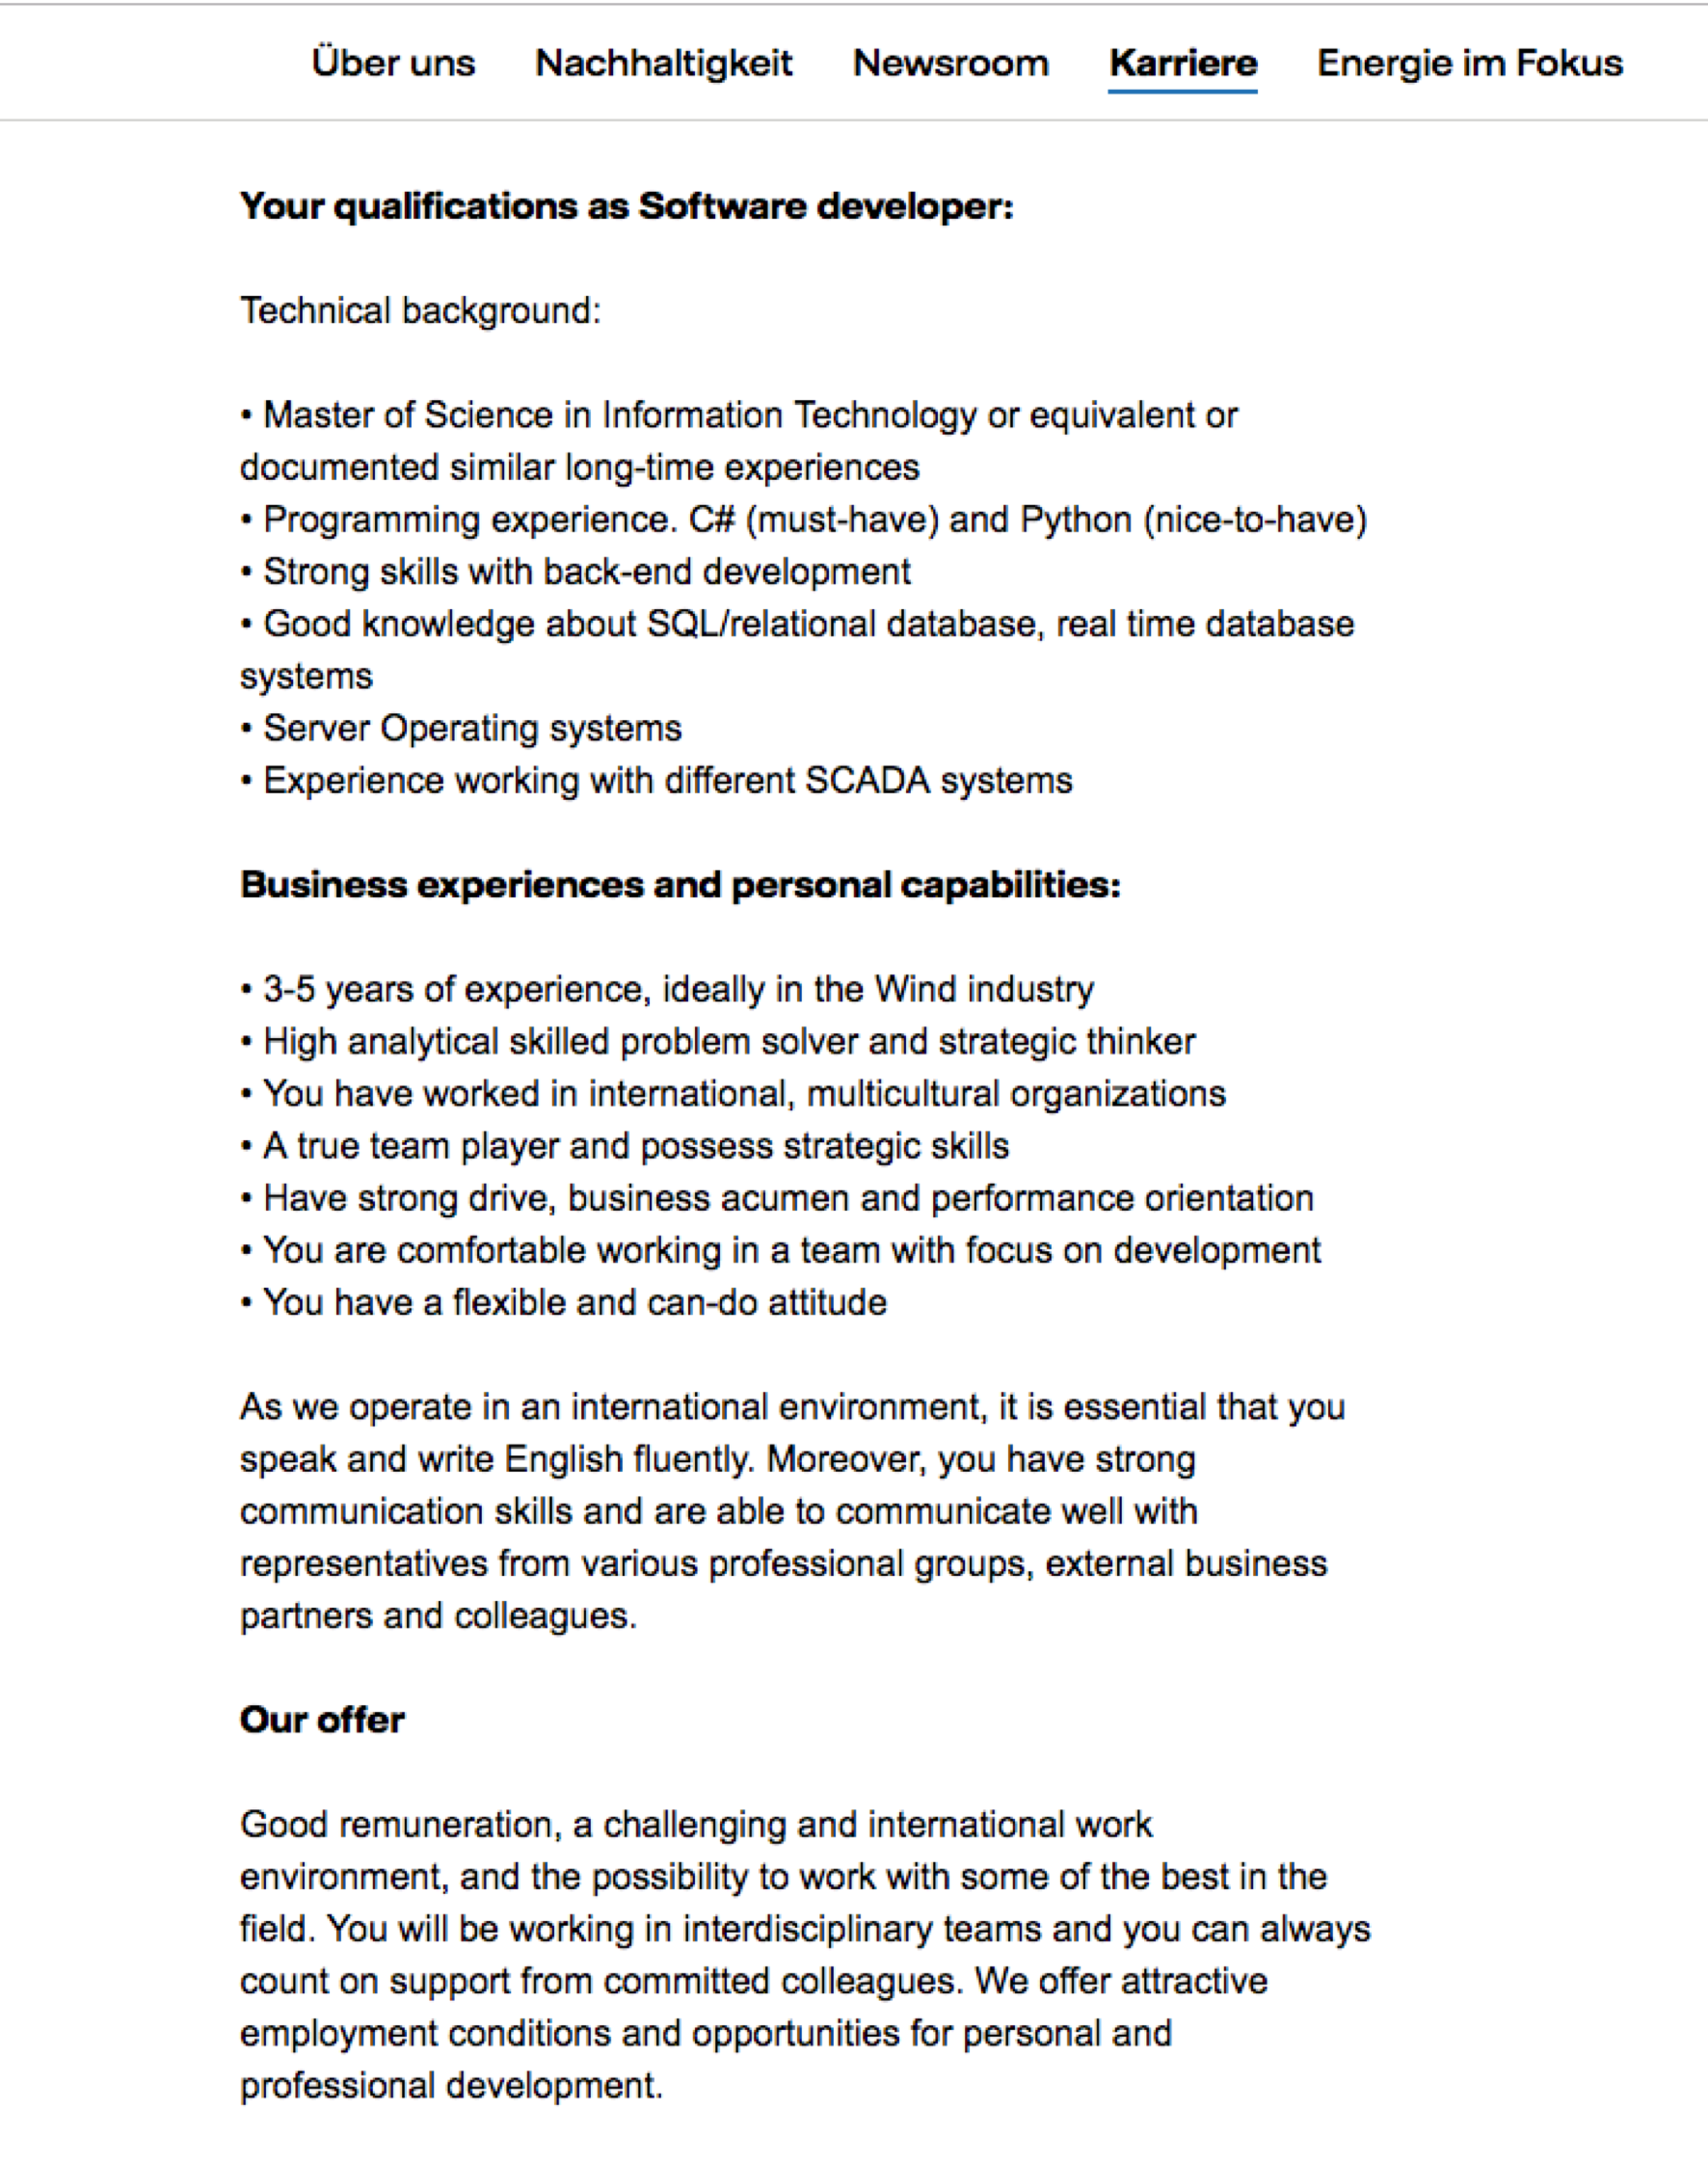 Über uns Nachhaltigkeit Newsroom Karriere Energie im Fokus
Your qualifications as Software developer:
Technical background:
• Master of Science in Information Technology or equivalent or
documented similar long-time experiences
• Programming experience. C# (must-have) and Python (nice-to-have)
• Strong skills with back-end development
• Good knowledge about SQL/relational database, real time database
systems
• Server Operating systems
• Experience working with different SCADA systems
Business experiences and personal capabilities:
• 3-5 years of experience, ideally in the Wind industry
• High analytical skilled problem solver and strategic thinker
• You have worked in international, multicultural organizations
• A true team player and possess strategic skills
• Have strong drive, business acumen and performance orientation
• You are comfortable working in a team with focus on development
• You have a flexible and can-do attitude
As we operate in an international environment, it is essential that you
speak and write English fluently. Moreover, you have strong
communication skills and are able to communicate well with
representatives from various professional groups, external business
partners and colleagues.
Our offer
Good remuneration, a challenging and international work
environment, and the possibility to work with some of the best in the
field. You will be working in interdisciplinary teams and you can always
count on support from committed colleagues. We offer attractive
employment conditions and opportunities for personal and
professional development.